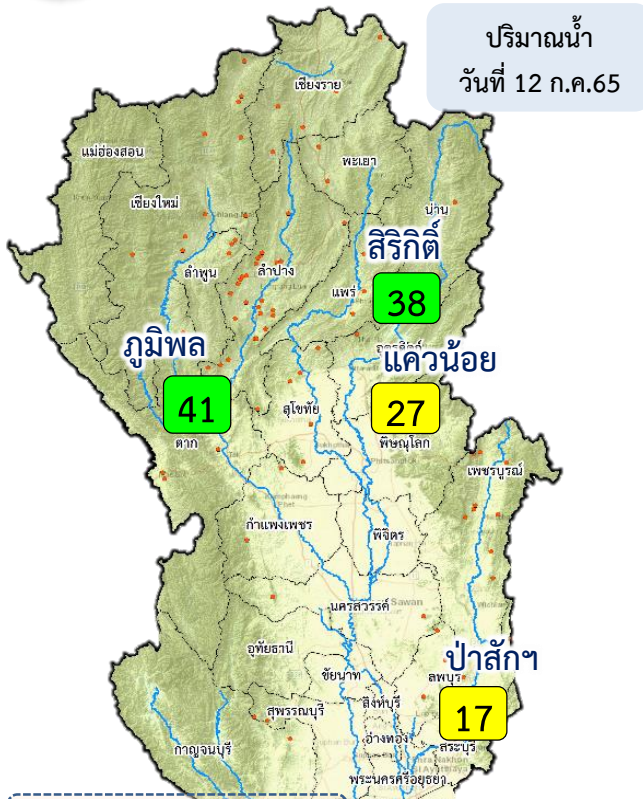 ปริมาณน้ำ
วันที่ 12 ก.ค.65
เชียงราย
แม่ฮ่องสอน
พะเยา
เชียงใหม่
น่าน
สิริกิติ์
ลำพูน
ลำปาง
แพร่
38
ภูมิพล
แควน้อย
41
27
สุโขทัย
ตาก
พิษณุโลก
เพชรบูรณ์
กำแพงเพชร
พิจิตร
นครสวรรค์
Sawan
อุทัยธานี
ป่าสักฯ
ชัยนาท
ลพบุรี
สิงห์บุรี
สุพรรณบุรี
17
อ่างทอง
สระบุรี
กาญจนบุรี
พระนครศรีอยุธยา